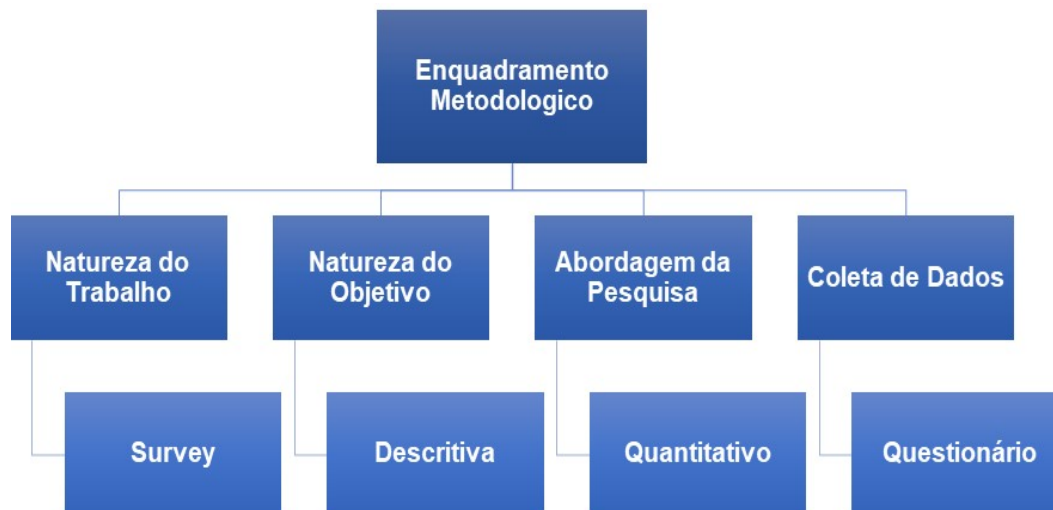 Enquadramento
Metodologico
Natureza do
Trabalho
Natureza do
Objetivo
Abordagem da
Pesquisa
Coleta de Dados
Survey
Descritiva
Quantitativo
Questionário